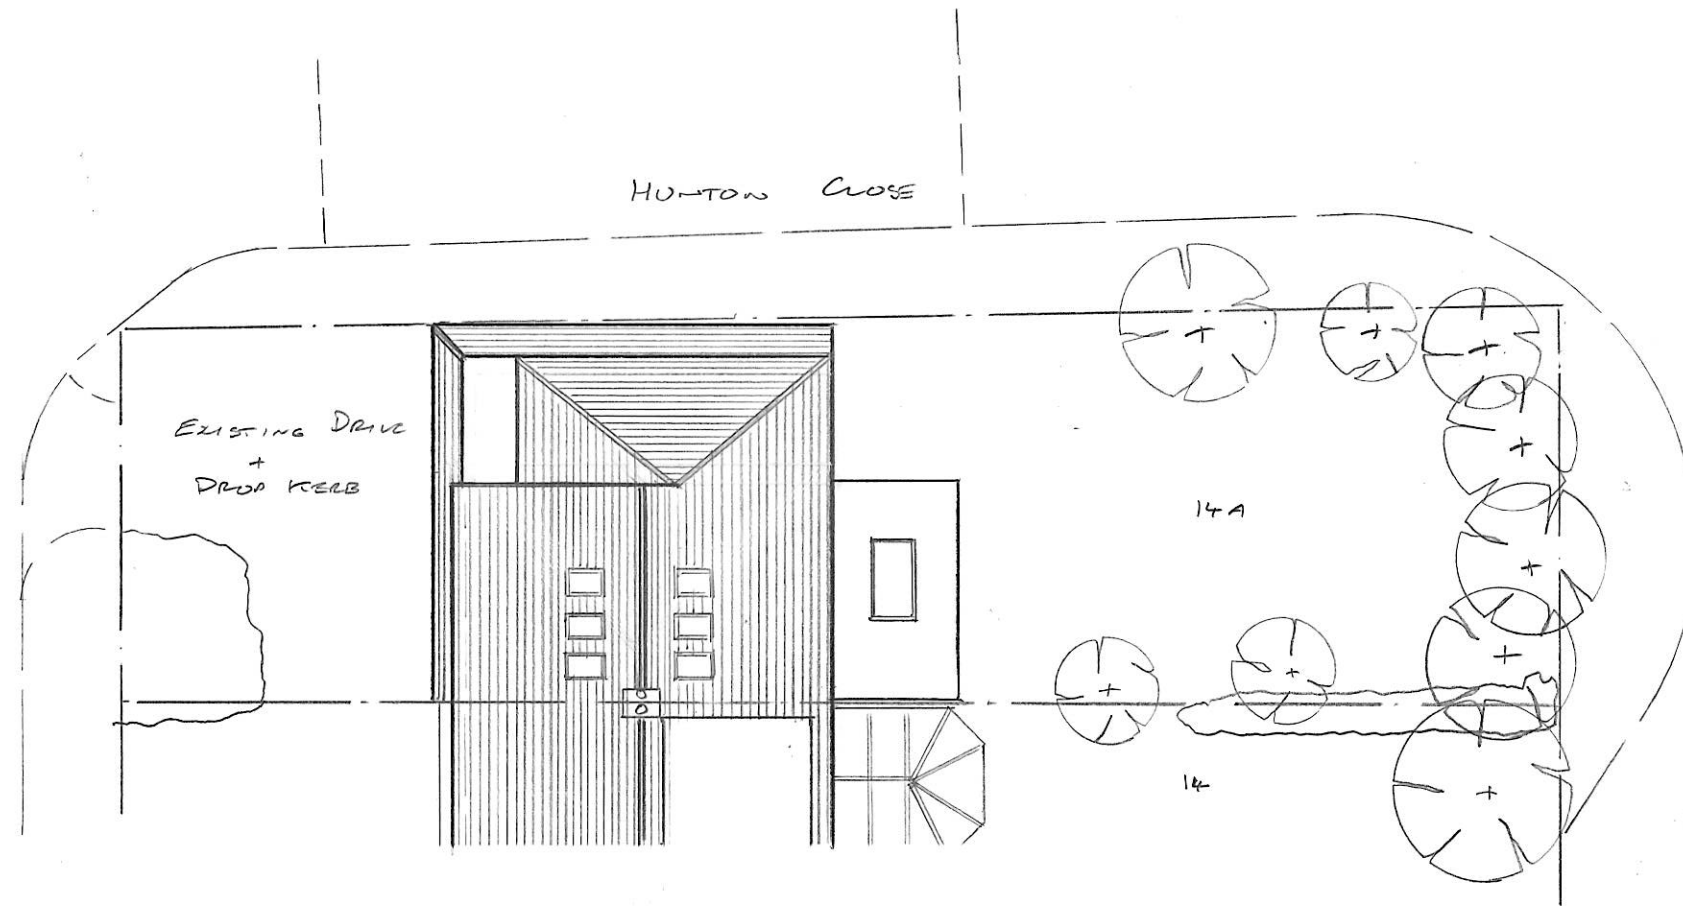 HUNTON CLOSE
EXISTING DRIVE
+
DROP KERB
14A
14